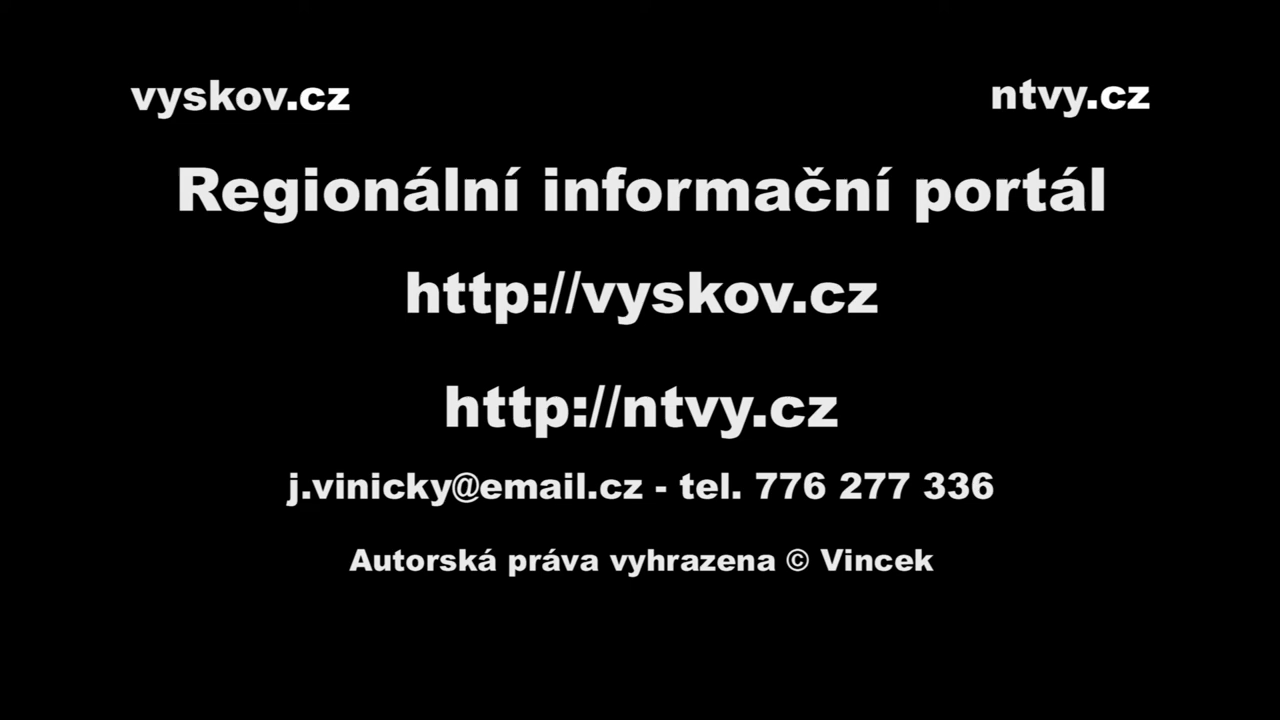 vyskov.cz ntvy.cz
Regionální informační portál
http://vyskov.cz
http://ntvy.cz
j.vinicky@email.cz - tel. 776 277 336
Autorská práva vyhrazena © Vincek